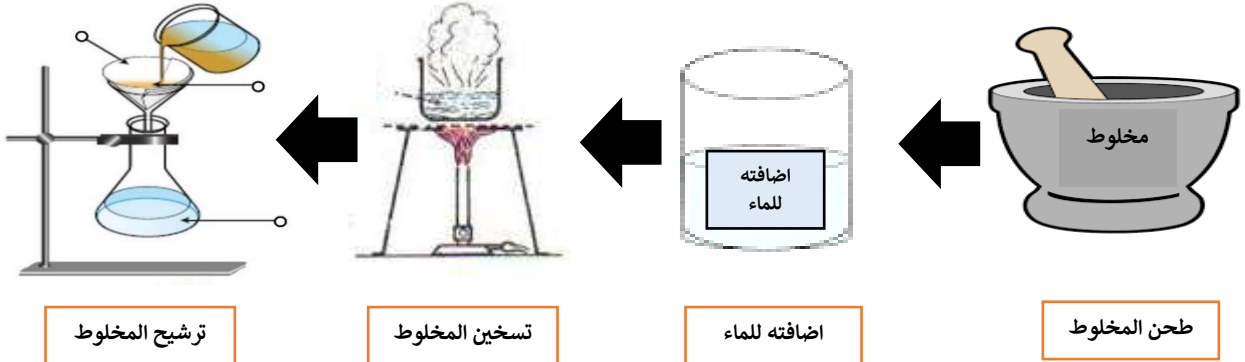 مخلوط
اضافته
للماء
طحن المخلوط
اضافته للماء
تسخين المخلوط
ترشيح المخلوط